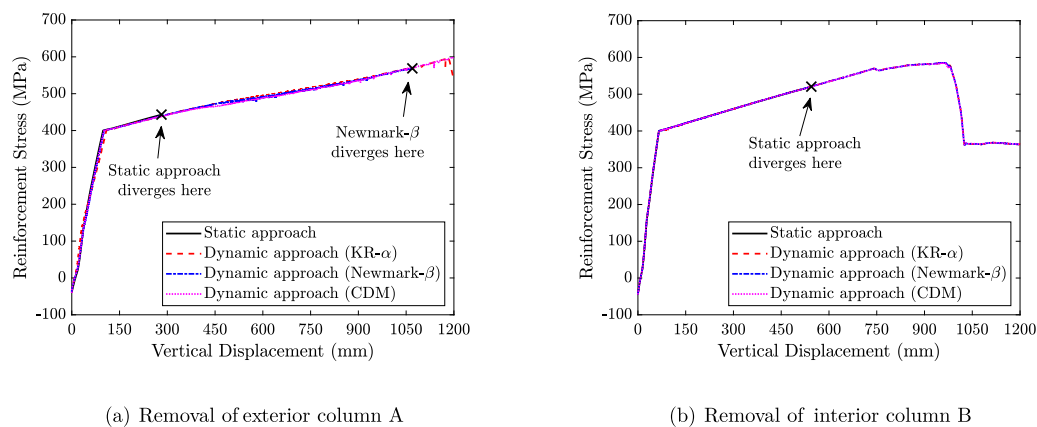 700
600
500
400
300
200
100
0
-100
Reinforcement Stress (MPa)
Static approach
diverges here
Newmark-β
diverges here
Static approach
Dynamic approach (KR-α)
Dynamic approach (Newmark-β)
Dynamic approach (CDM)
0 150 300 450 600 750 900 1050 1200
Vertical Displacement (mm)
(a) Removal of exterior column A
700
600
500
400
300
200
100
0
-100
Reinforcement Stress (MPa)
Static approach
diverges here
Static approach
Dynamic approach (KR-α)
Dynamic approach (Newmark-β)
Dynamic approach (CDM)
0 150 300 450 600 750 900 1050 1200
Vertical Displacement (mm)
(b) Removal of interior column B